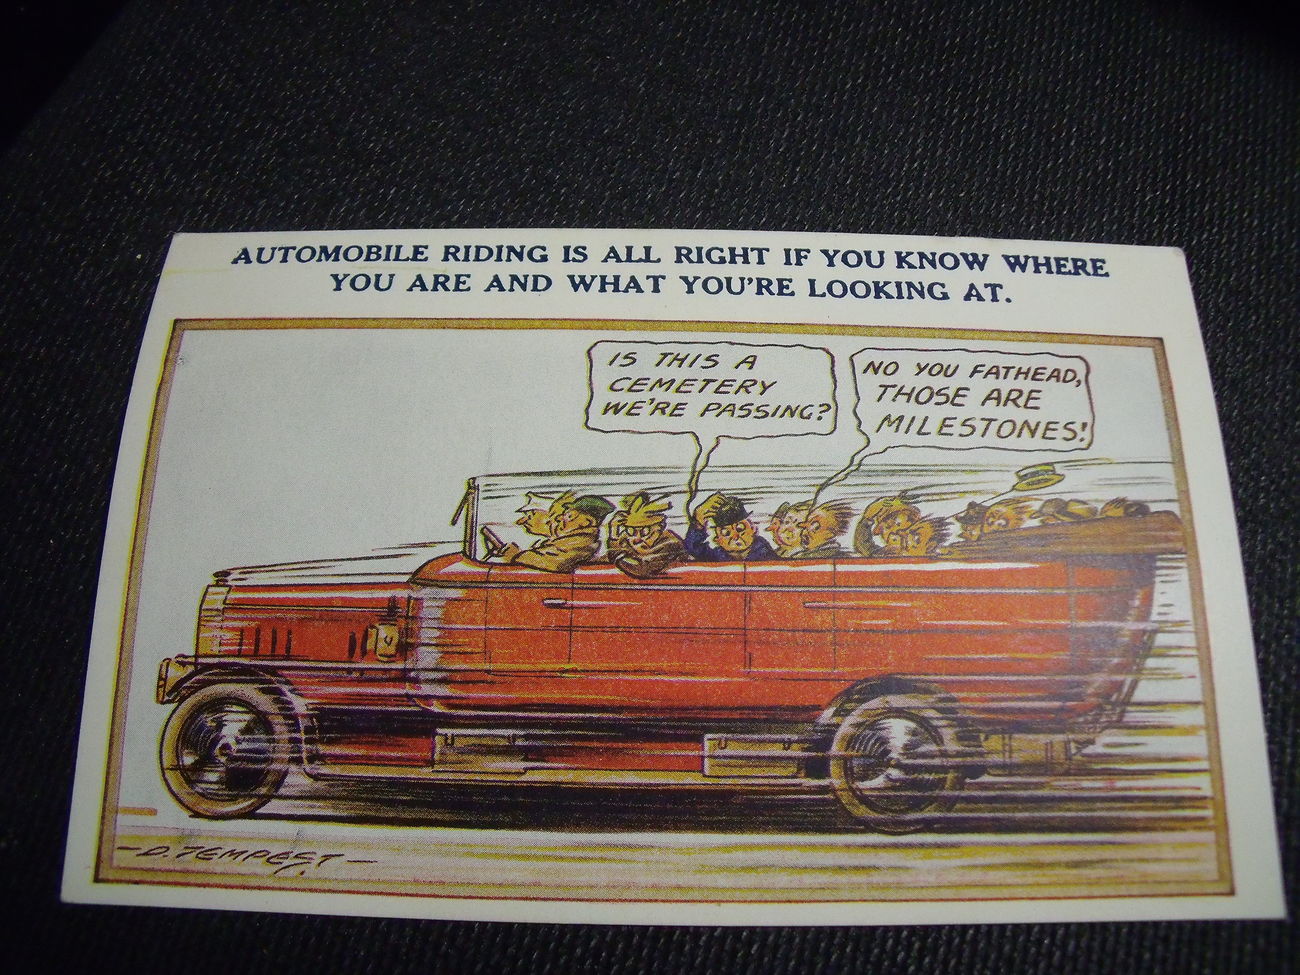 AUTOMOBILE RIDING IS ALL RIGHT IF YOU KNOW WHERE
YOU ARE AND WHAT YOU'RE LOOKING AT.
IS THIS A
CEMETERY
WE'RE PASSING?
NO YOU FATHEAD,
THOSE ARE
MILESTONES!
—D. TEMPEST—